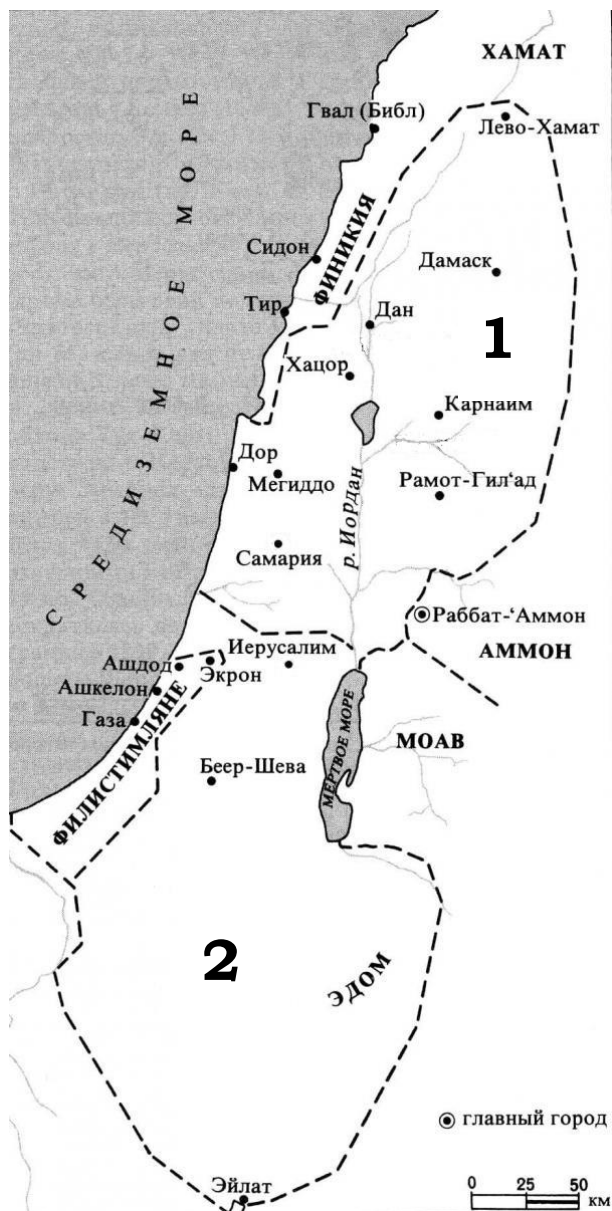 ХАМАТ
Гвал (Библ)
Лево-Хамат
СРЕДИЗЕМНОЕ МОРЕ
ФИНИКИЯ
Сидон
Дамаск
Тир
Дан
1
Хацор
Карнаим
Дор
Мегиддо
Рамот-Гил‘ад
р. Иордан
Самария
Раббат-‘Аммон
Иерусалим
АММОН
Ашдод
Экрон
Ашкелон
Газа
ФИЛИСТИМЛЯНЕ
МЕРТВОЕ МОРЕ
МОАВ
Беер-Шева
2
ЭДОМ
главный город
Эйлат
0 25 50
км